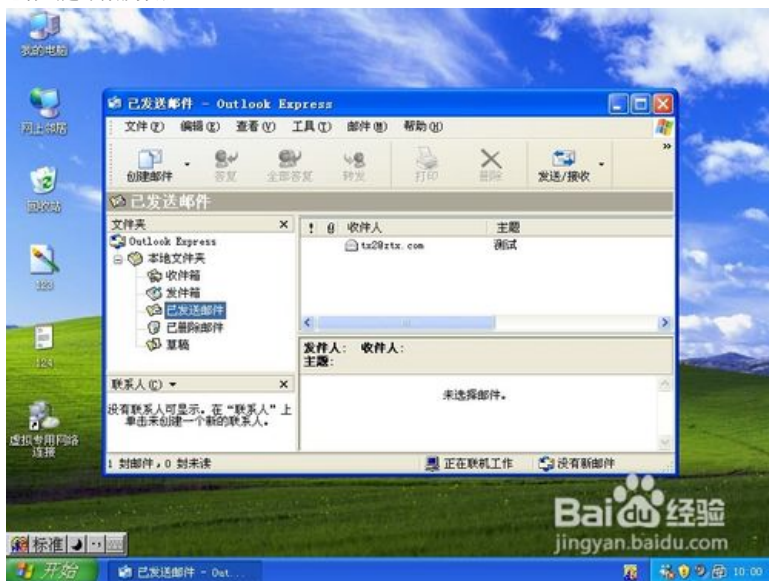 我的电脑
网上邻居
回收站
123
124
虚拟专用网络
连接
已发送邮件 - Outlook Express
文件(F) 编辑(E) 查看(V) 工具(T) 邮件(M) 帮助(H)
创建邮件 答复 全部答复 转发 打印 删除 发送/接收
已发送邮件
文件夹
Outlook Express
本地文件夹
收件箱
发件箱
已发送邮件
已删除邮件
草稿
! 收件人 主题
tx2@rtx.com 测试
发件人: 收件人:
主题:
未选择邮件。
联系人(C)
没有联系人可显示。在“联系人”上
单击来创建一个新的联系人。
1 封邮件，0 封未读
正在联机工作 没有新邮件
Bai 经验
jingyan.baidu.com
标准
开始 已发送邮件 - Out... 10:00